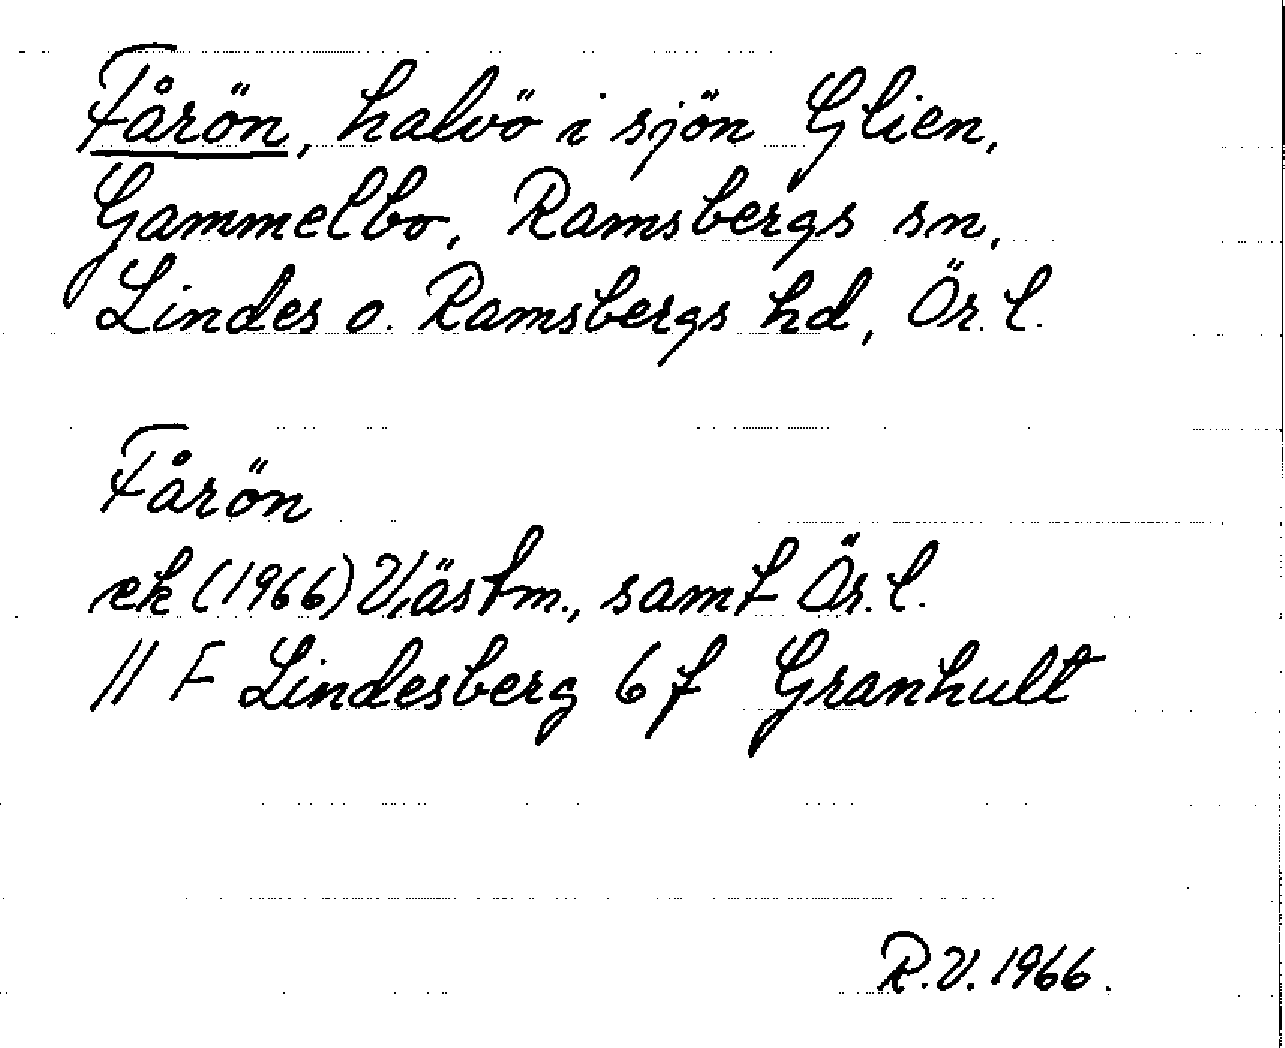 Fårön, halvö i sjön Glien,
Gammelbo, Ramsbergs sn,
Lindes o. Ramsbergs hd, Ör. l.
Fårön
ek (1966) Västm., samt Ör. l.
11 F Lindesberg 6 f Granhult
R.V. 1966.